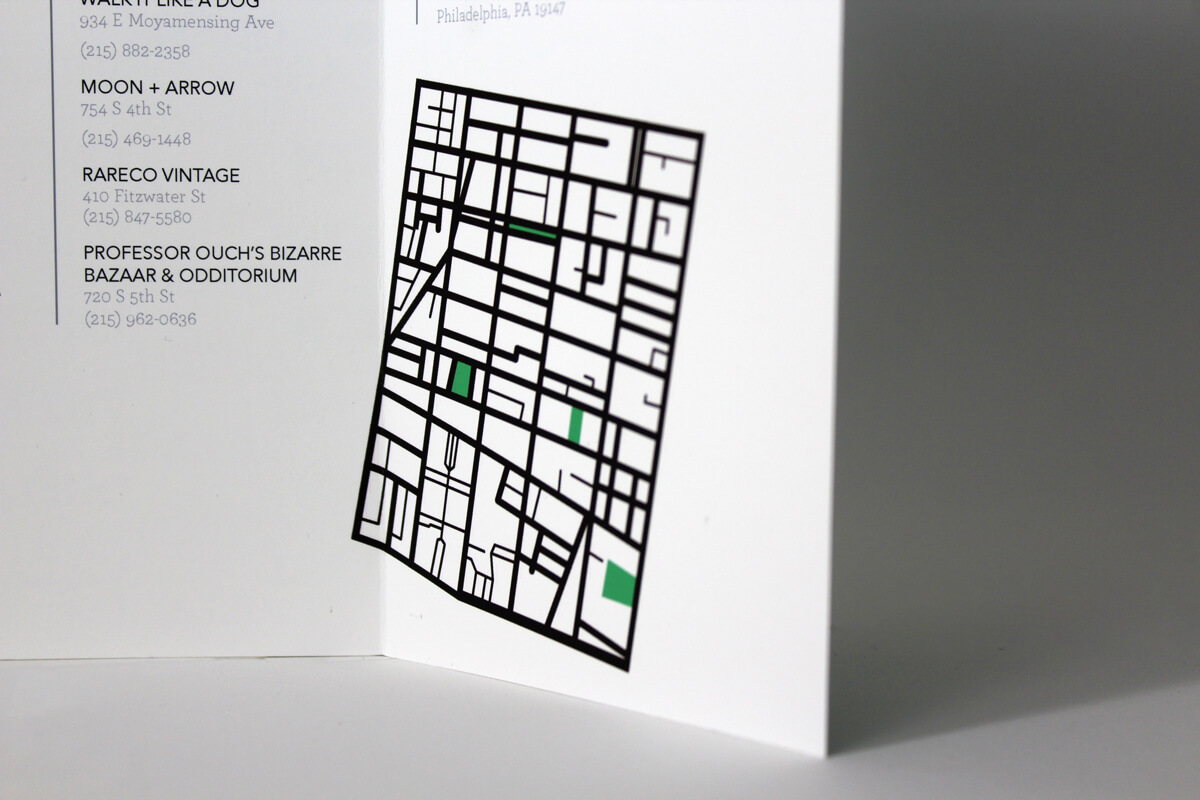 WALK IT LIKE A DOG
934 E Moyamensing Ave
(215) 882-2358
MOON + ARROW
754 S 4th St
(215) 469-1448
RARECO VINTAGE
410 Fitzwater St
(215) 847-5580
PROFESSOR OUCH'S BIZARRE
BAZAAR & ODDITORIUM
720 S 5th St
(215) 962-0636
Philadelphia, PA 19147